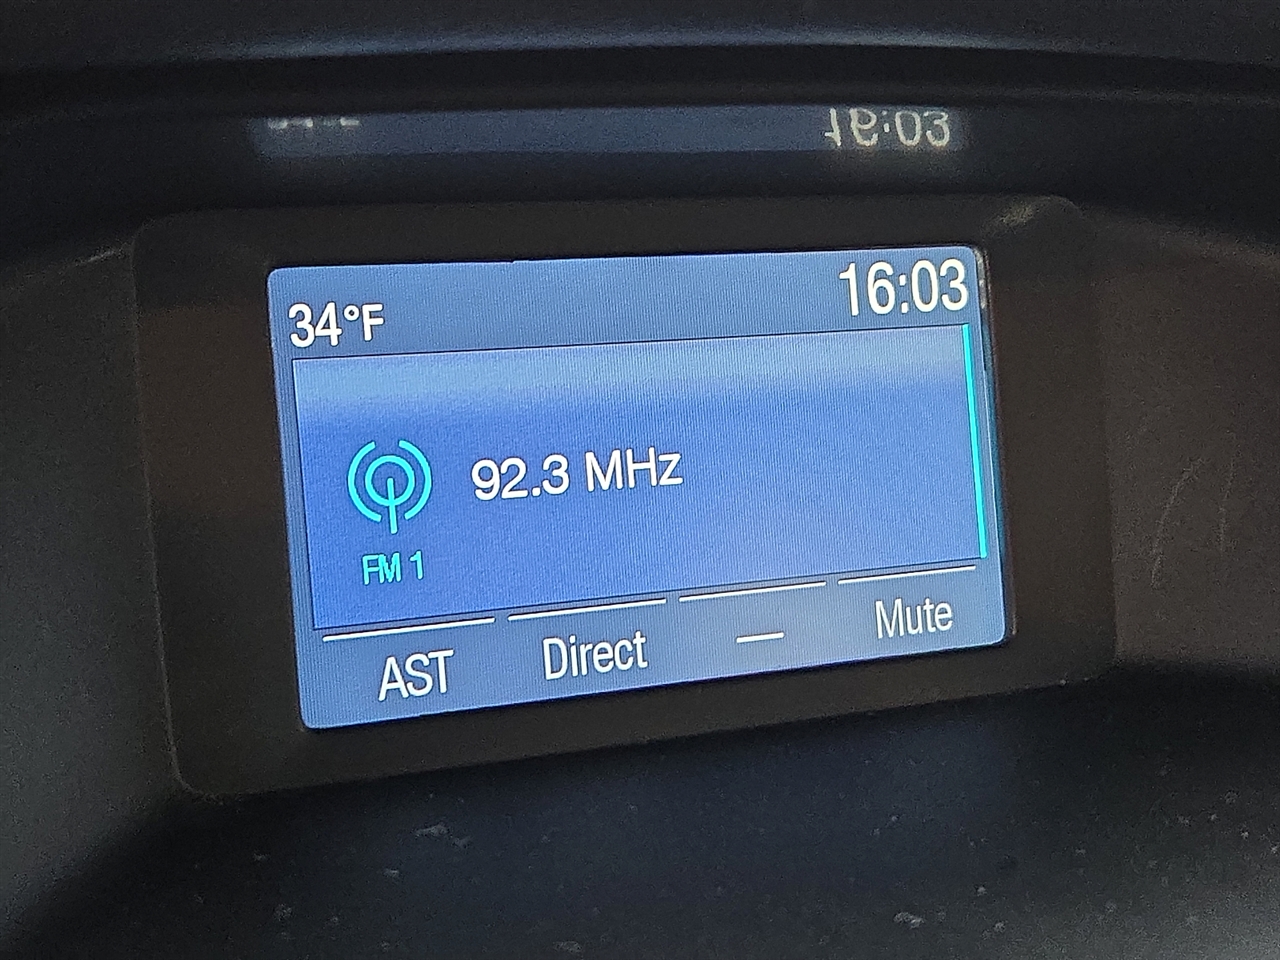 34°F 16:03
92.3 MHz
FM 1
AST Direct — Mute